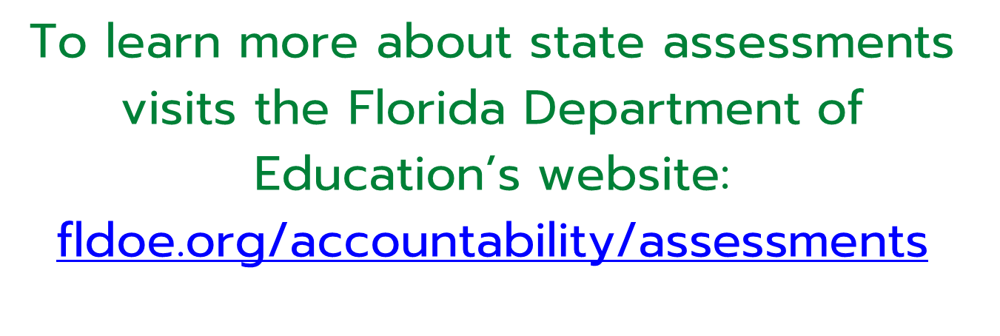 To learn more about state assessments
visits the Florida Department of
Education’s website:
fldoe.org/accountability/assessments